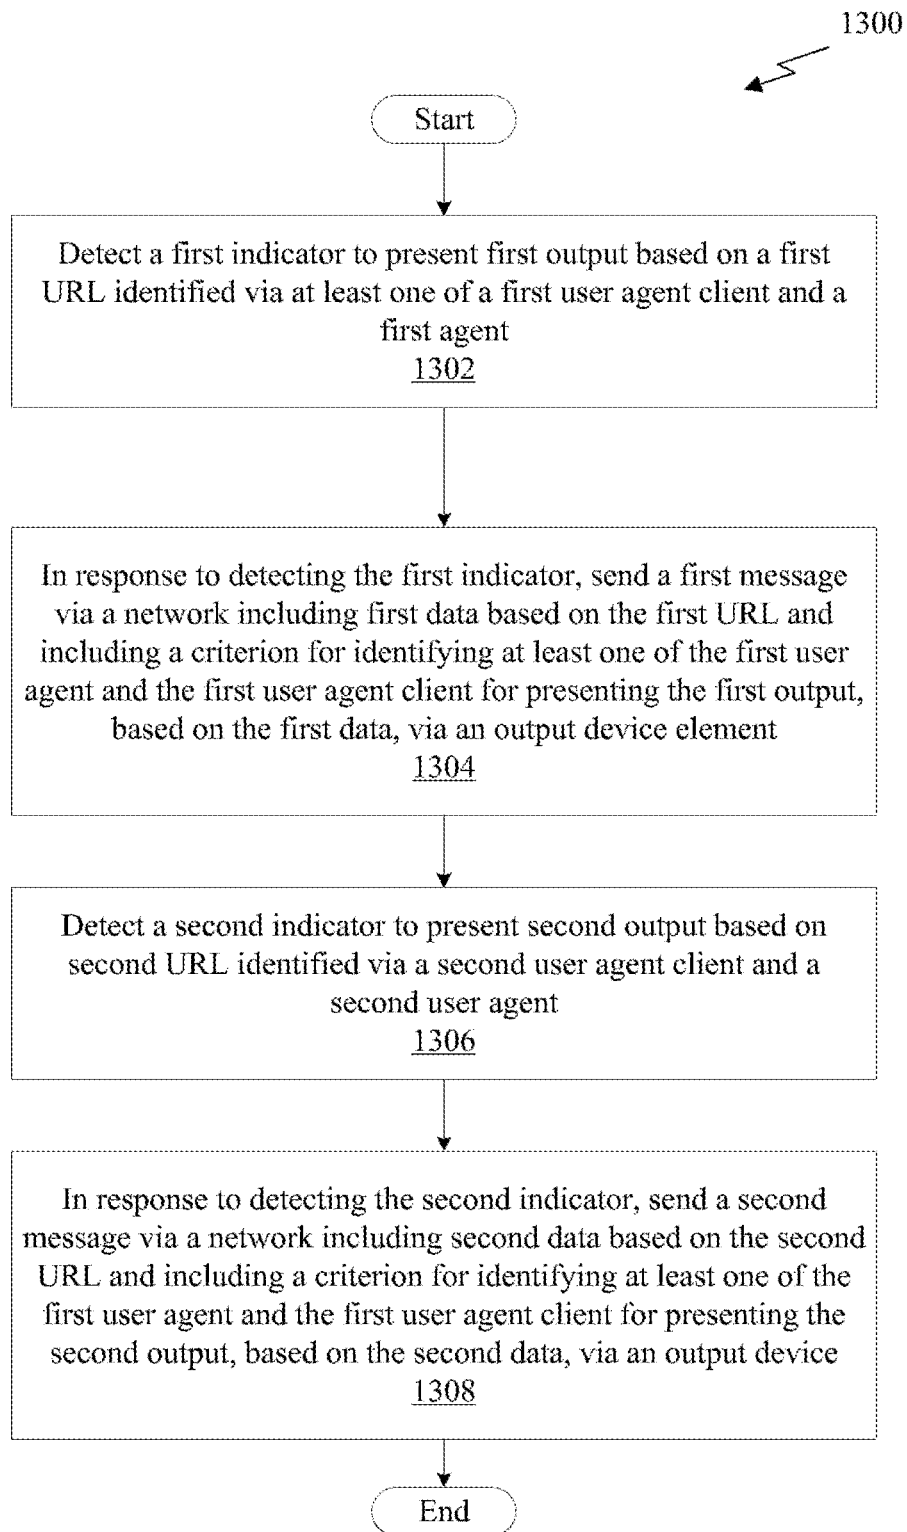 1300
Start
Detect a first indicator to present first output based on a first
URL identified via at least one of a first user agent client and a
first agent
1302
In response to detecting the first indicator, send a first message
via a network including first data based on the first URL and
including a criterion for identifying at least one of the first user
agent and the first user agent client for presenting the first output,
based on the first data, via an output device element
1304
Detect a second indicator to present second output based on
second URL identified via a second user agent client and a
second user agent
1306
In response to detecting the second indicator, send a second
message via a network including second data based on the second
URL and including a criterion for identifying at least one of the
first user agent and the first user agent client for presenting the
second output, based on the second data, via an output device
1308
End